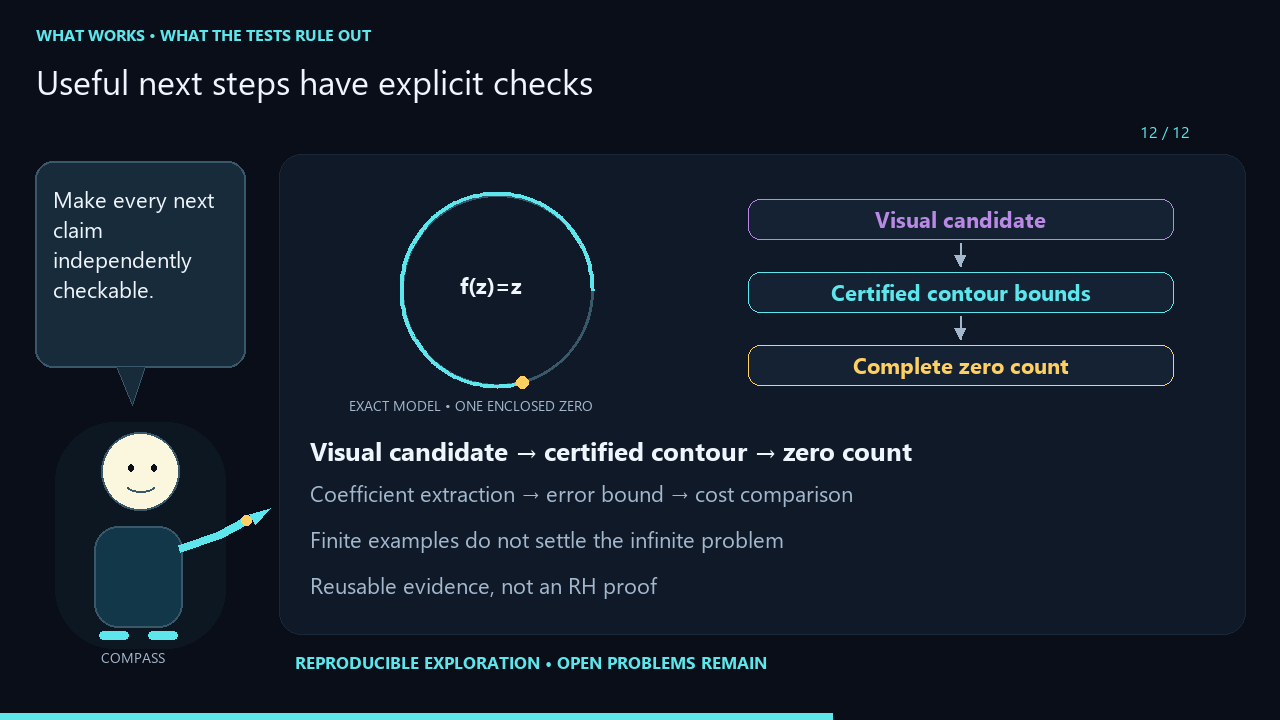 WHAT WORKS • WHAT THE TESTS RULE OUT
Useful next steps have explicit checks
12 / 12
Make every next
claim
independently
checkable.
f(z)=z
EXACT MODEL • ONE ENCLOSED ZERO
Visual candidate
Certified contour bounds
Complete zero count
Visual candidate → certified contour → zero count
Coefficient extraction → error bound → cost comparison
Finite examples do not settle the infinite problem
Reusable evidence, not an RH proof
COMPASS
REPRODUCIBLE EXPLORATION • OPEN PROBLEMS REMAIN